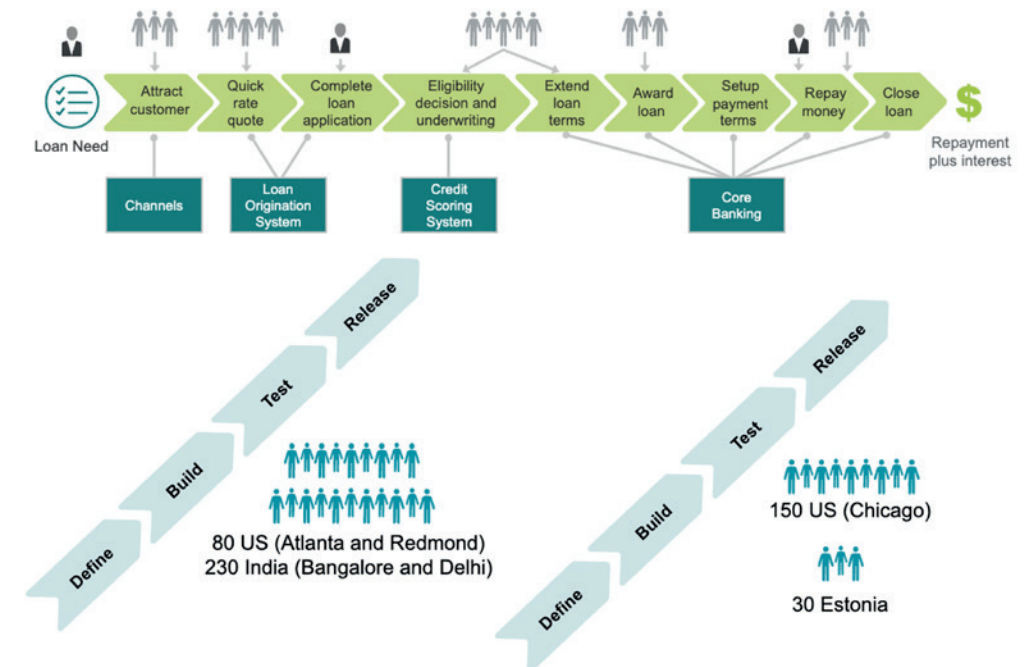 Loan Need
Attract
customer
Quick
rate
quote
Complete
loan
application
Eligibility
decision and
underwriting
Extend
loan
terms
Award
loan
Setup
payment
terms
Repay
money
Close
loan
$
Repayment
plus interest
Channels
Loan
Origination
System
Credit
Scoring
System
Core
Banking
Define
Build
Test
Release
80 US (Atlanta and Redmond)
230 India (Bangalore and Delhi)
Define
Build
Test
Release
150 US (Chicago)
30 Estonia